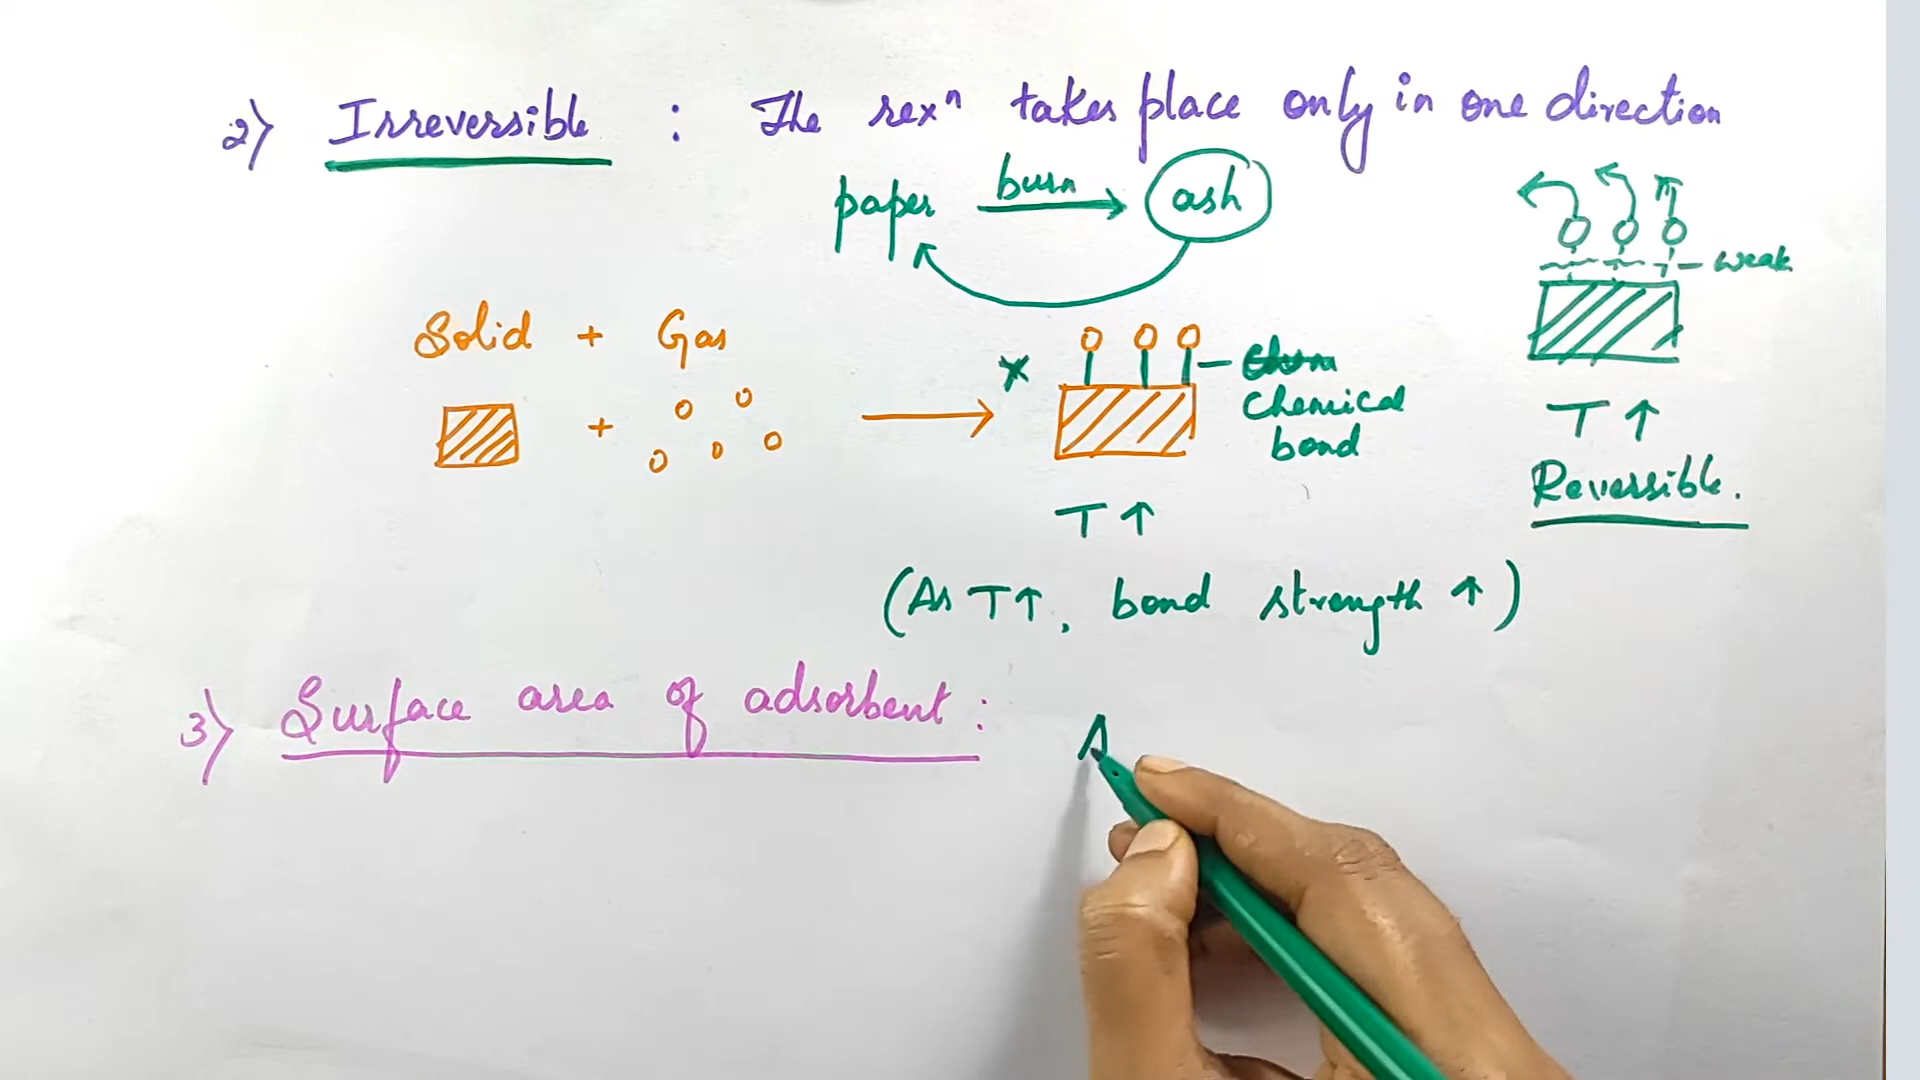 2) Irreversible : The rexⁿ takes place only in one direction
paper burn ash
weak
Solid + Gas
+
x
Chemical
bond
T ↑
Reversible.
T ↑
(As T↑, bond strength ↑)
3) Surface area of adsorbent :
A